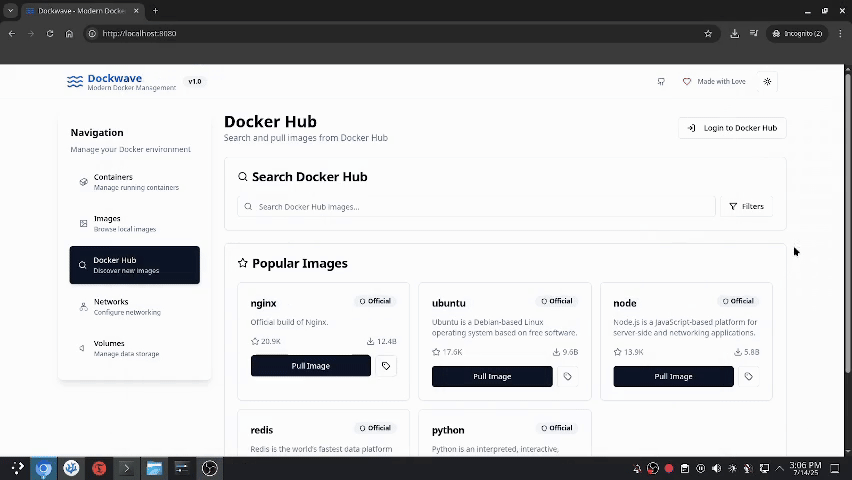 Dockwave - Modern Docke
http://localhost:8080
Incognito (2)
Dockwave
Modern Docker Management
v1.0
Made with Love
Navigation
Manage your Docker environment
Containers
Manage running containers
Images
Browse local images
Docker Hub
Discover new images
Networks
Configure networking
Volumes
Manage data storage
Docker Hub
Search and pull images from Docker Hub
Login to Docker Hub
Search Docker Hub
Search Docker Hub images...
Filters
Popular Images
nginx
Official
Official build of Nginx.
20.9K
12.4B
Pull Image
ubuntu
Official
Ubuntu is a Debian-based Linux
operating system based on free software.
17.6K
9.6B
Pull Image
node
Official
Node.js is a JavaScript-based platform for
server-side and networking applications.
13.9K
5.8B
Pull Image
redis
Official
Redis is the world's fastest data platform
python
Official
Python is an interpreted, interactive,
3:06 PM
7/14/25